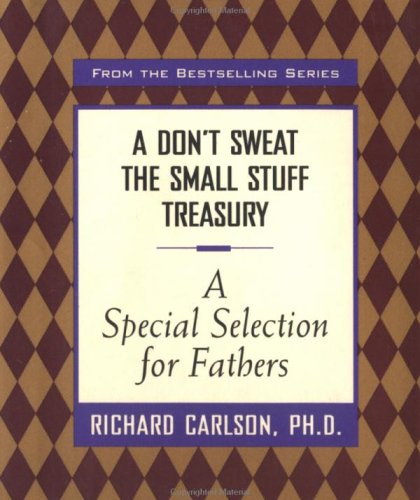 FROM THE BESTSELLING SERIES
A DON'T SWEAT
THE SMALL STUFF
TREASURY
A
Special Selection
for Fathers
RICHARD CARLSON, PH.D.